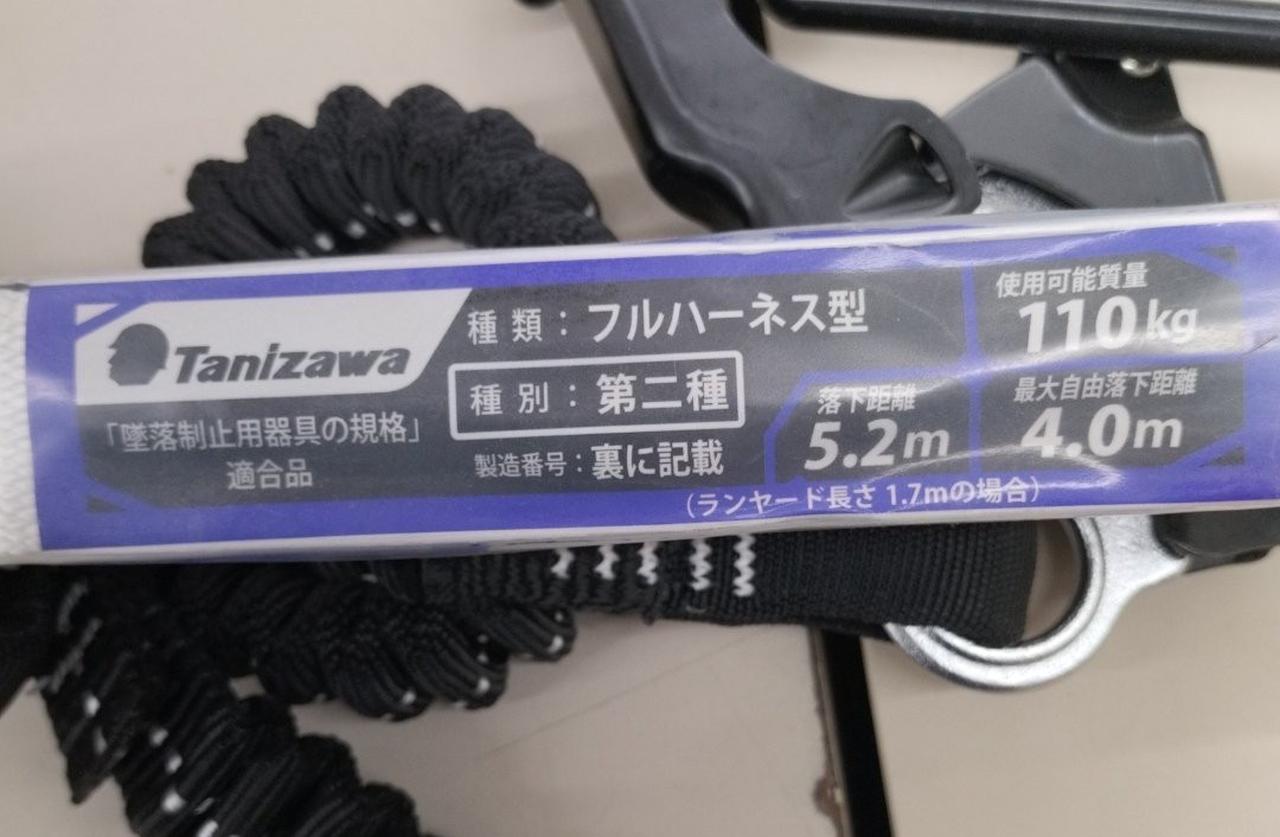 Tanizawa
「墜落制止用器具の規格」
適合品
種類：フルハーネス型
種別：第二種
製造番号：裏に記載
落下距離
5.2m
使用可能質量
110kg
最大自由落下距離
4.0m
（ランヤード長さ 1.7mの場合）